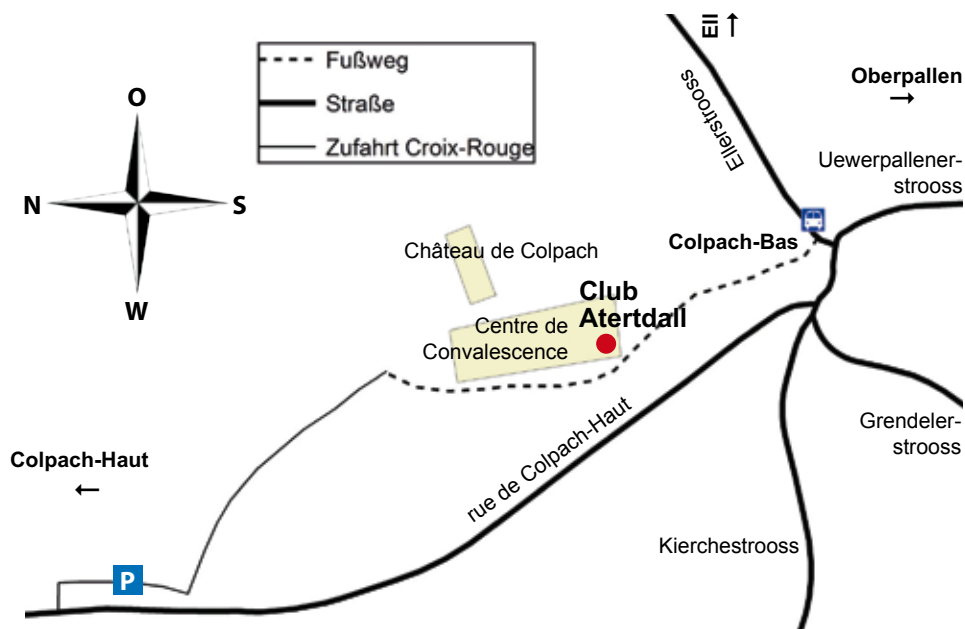 Ell
↑
Fußweg
Straße
Zufahrt Croix-Rouge
O
N
S
W
Oberpallen
→
Ellerstrooss
Uewerpallener-
strooss
Colpach-Bas
Château de Colpach
Club
Atertdall
Centre de
Convalescence
rue de Colpach-Haut
Grendeler-
strooss
Colpach-Haut
←
Kierchestrooss
P